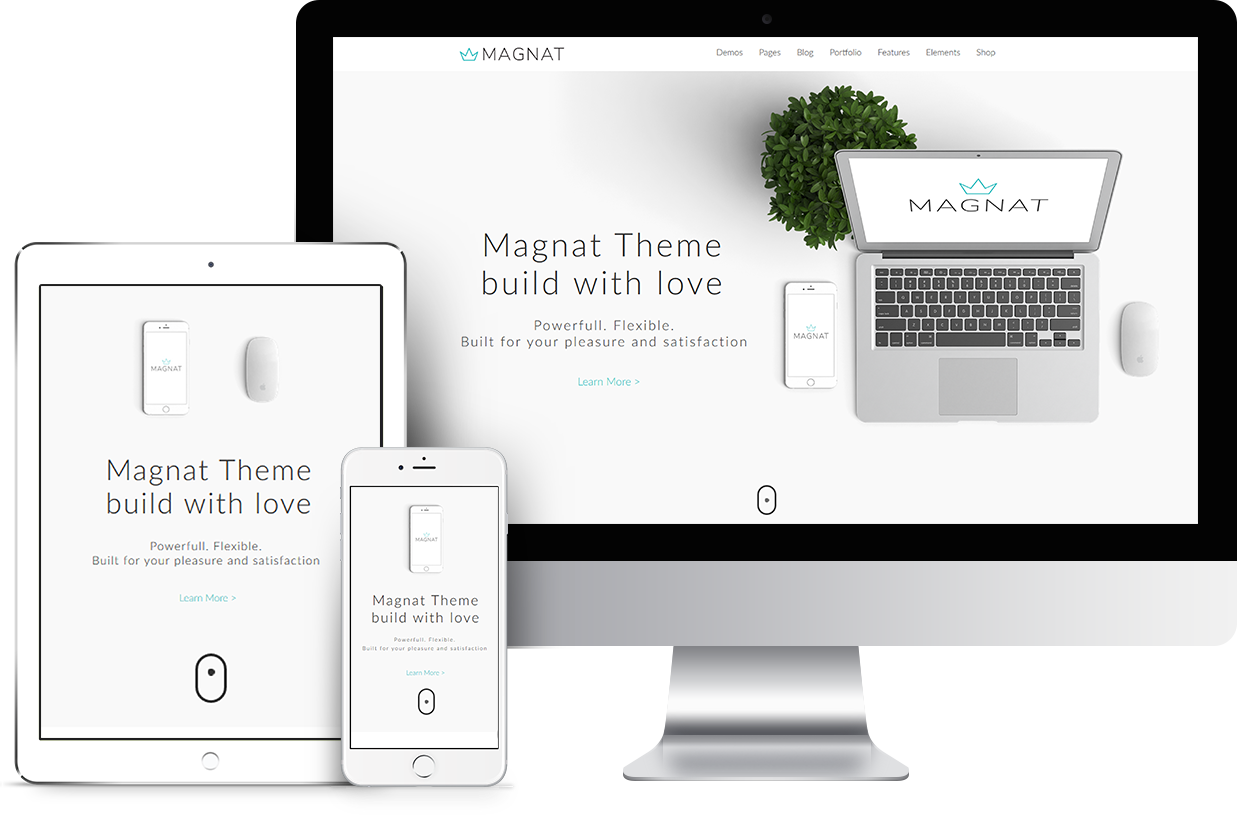 MAGNAT
Demos Pages Blog Portfolio Features Elements Shop
MAGNAT
Magnat Theme
build with love
Powerfull. Flexible.
Built for your pleasure and satisfaction
Learn More >
MAGNAT
MAGNAT
Magnat Theme
build with love
Powerfull. Flexible.
Built for your pleasure and satisfaction
Learn More >
MAGNAT
Magnat Theme
build with love
Powerfull. Flexible.
Built for your pleasure and satisfaction
Learn More >